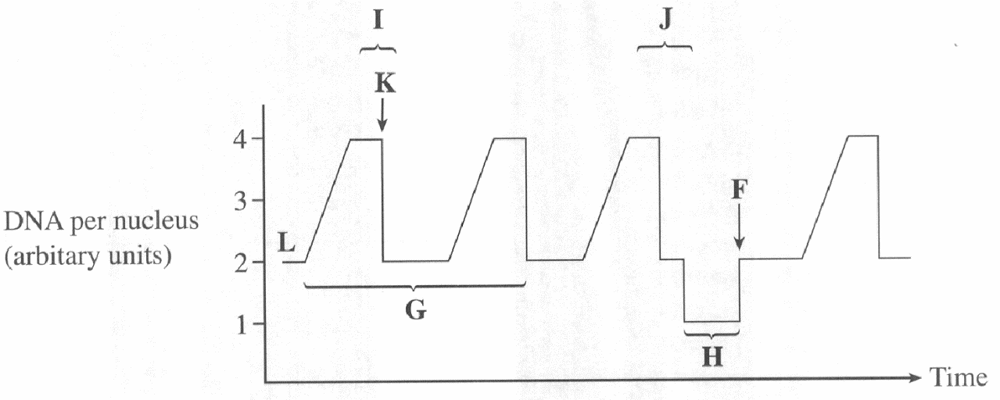 I
J
K
4
3
F
DNA per nucleus
L
(arbitary units)
2
G
1
H
Time